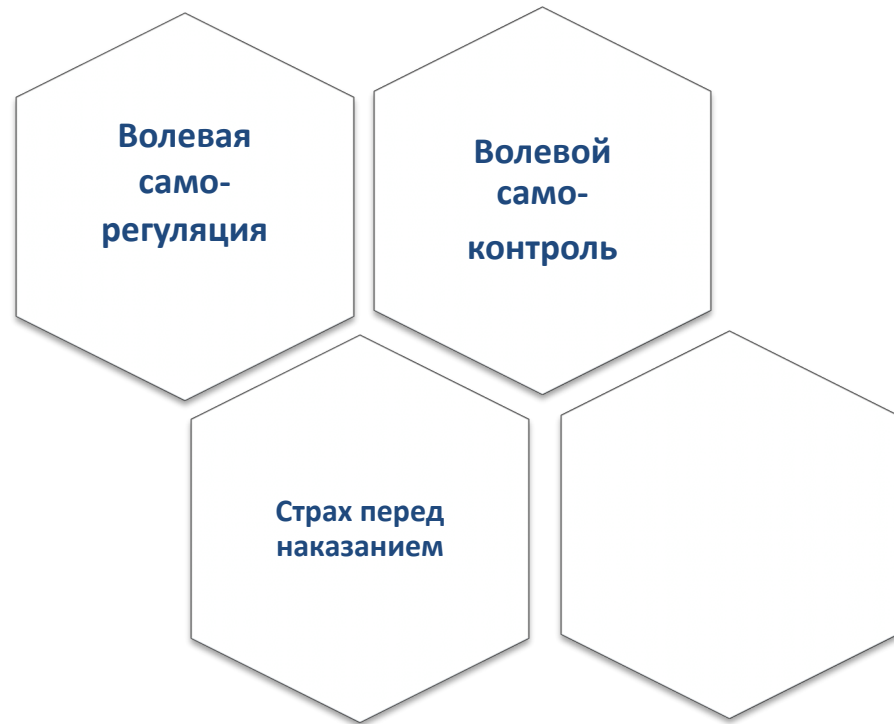 Волевая
само-
регуляция
Волевой
само-
контроль
Страх перед
наказанием